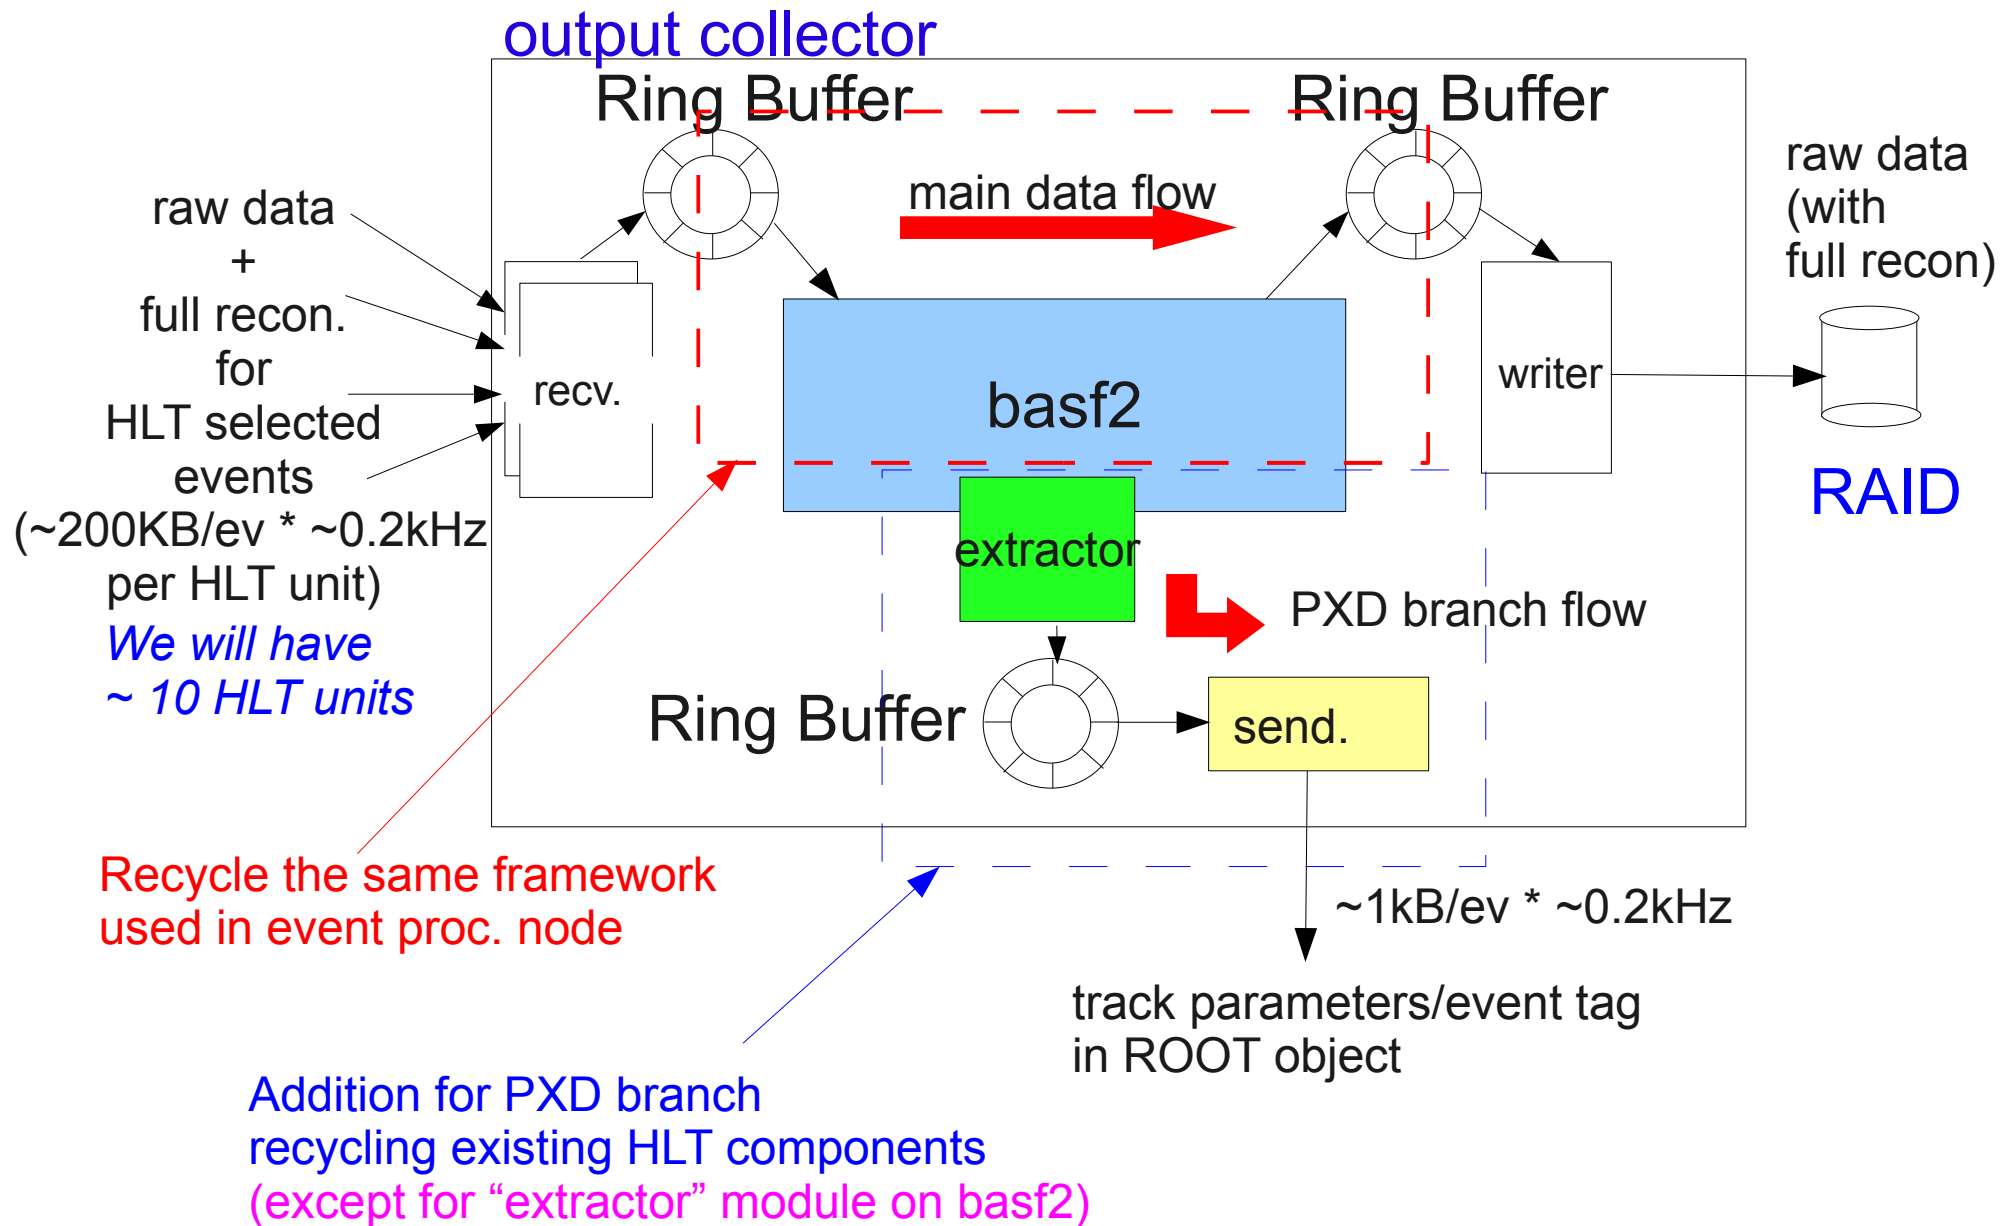 output collector
Ring Buffer
Ring Buffer
main data flow
raw data
(with
full recon)
RAID
raw data
+
full recon.
for
HLT selected
events
(~200KB/ev * ~0.2kHz
per HLT unit)
We will have
~ 10 HLT units
recv.
basf2
writer
extractor
PXD branch flow
Ring Buffer
send.
Recycle the same framework
used in event proc. node
~1kB/ev * ~0.2kHz
track parameters/event tag
in ROOT object
Addition for PXD branch
recycling existing HLT components
(except for “extractor” module on basf2)